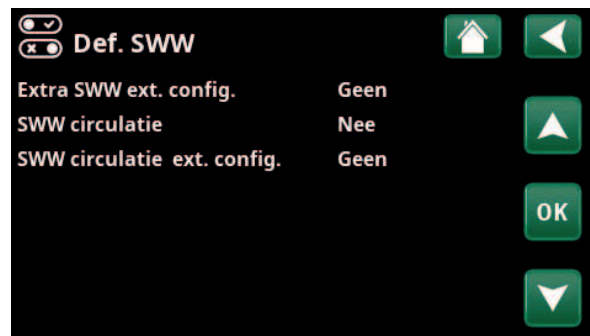 Def. SWW
Extra SWW ext. config. Geen
SWW circulatie Nee
SWW circulatie ext. config. Geen
OK